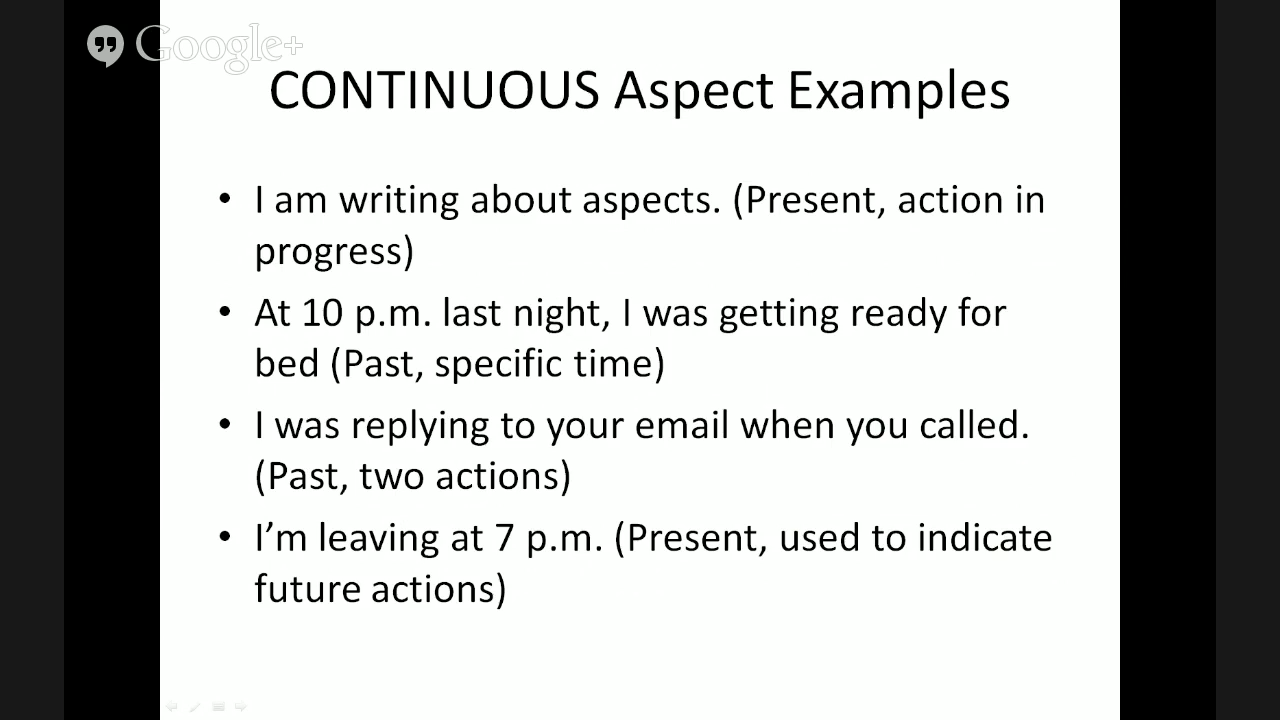 Google+
CONTINUOUS Aspect Examples
• I am writing about aspects. (Present, action in
progress)
• At 10 p.m. last night, I was getting ready for
bed (Past, specific time)
• I was replying to your email when you called.
(Past, two actions)
• I’m leaving at 7 p.m. (Present, used to indicate
future actions)